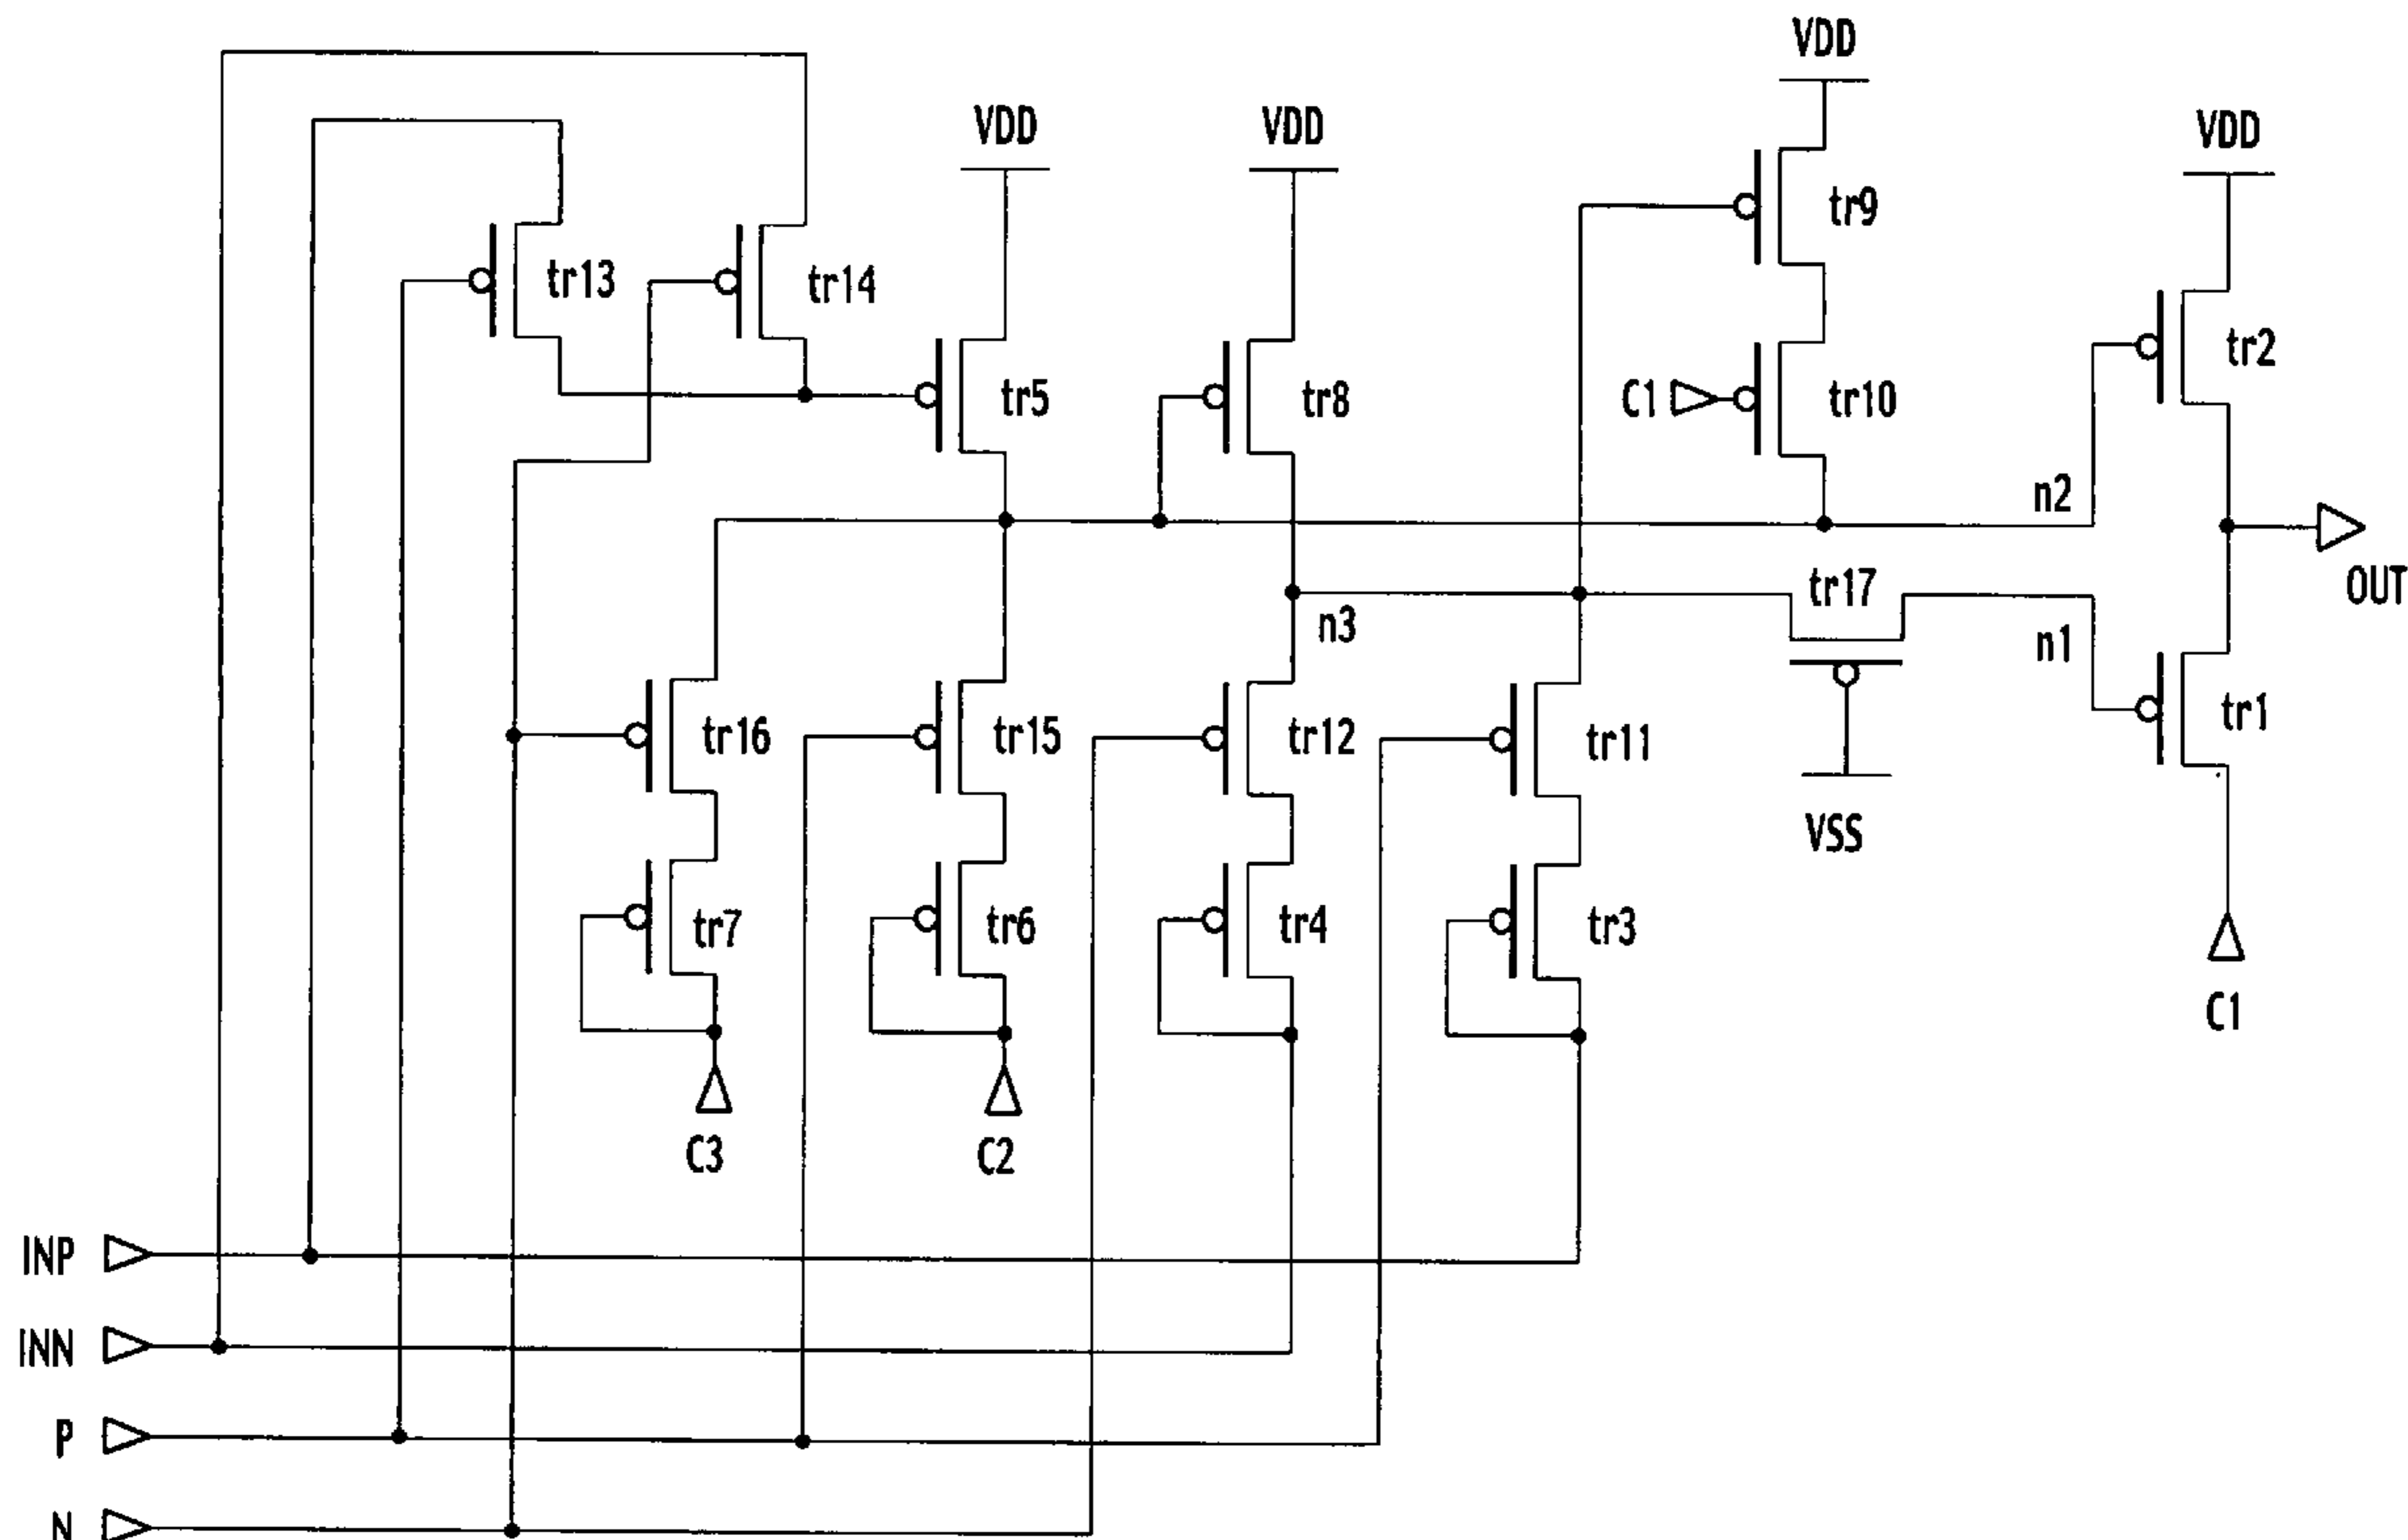 VDD
VDD
VDD
VDD
tr9
tr13
tr14
tr2
tr5
tr8
C1
tr10
n2
OUT
tr17
n3
n1
tr16
tr15
tr12
tr11
tr1
VSS
tr7
tr6
tr4
tr3
C1
C3
C2
INP
INN
P
N